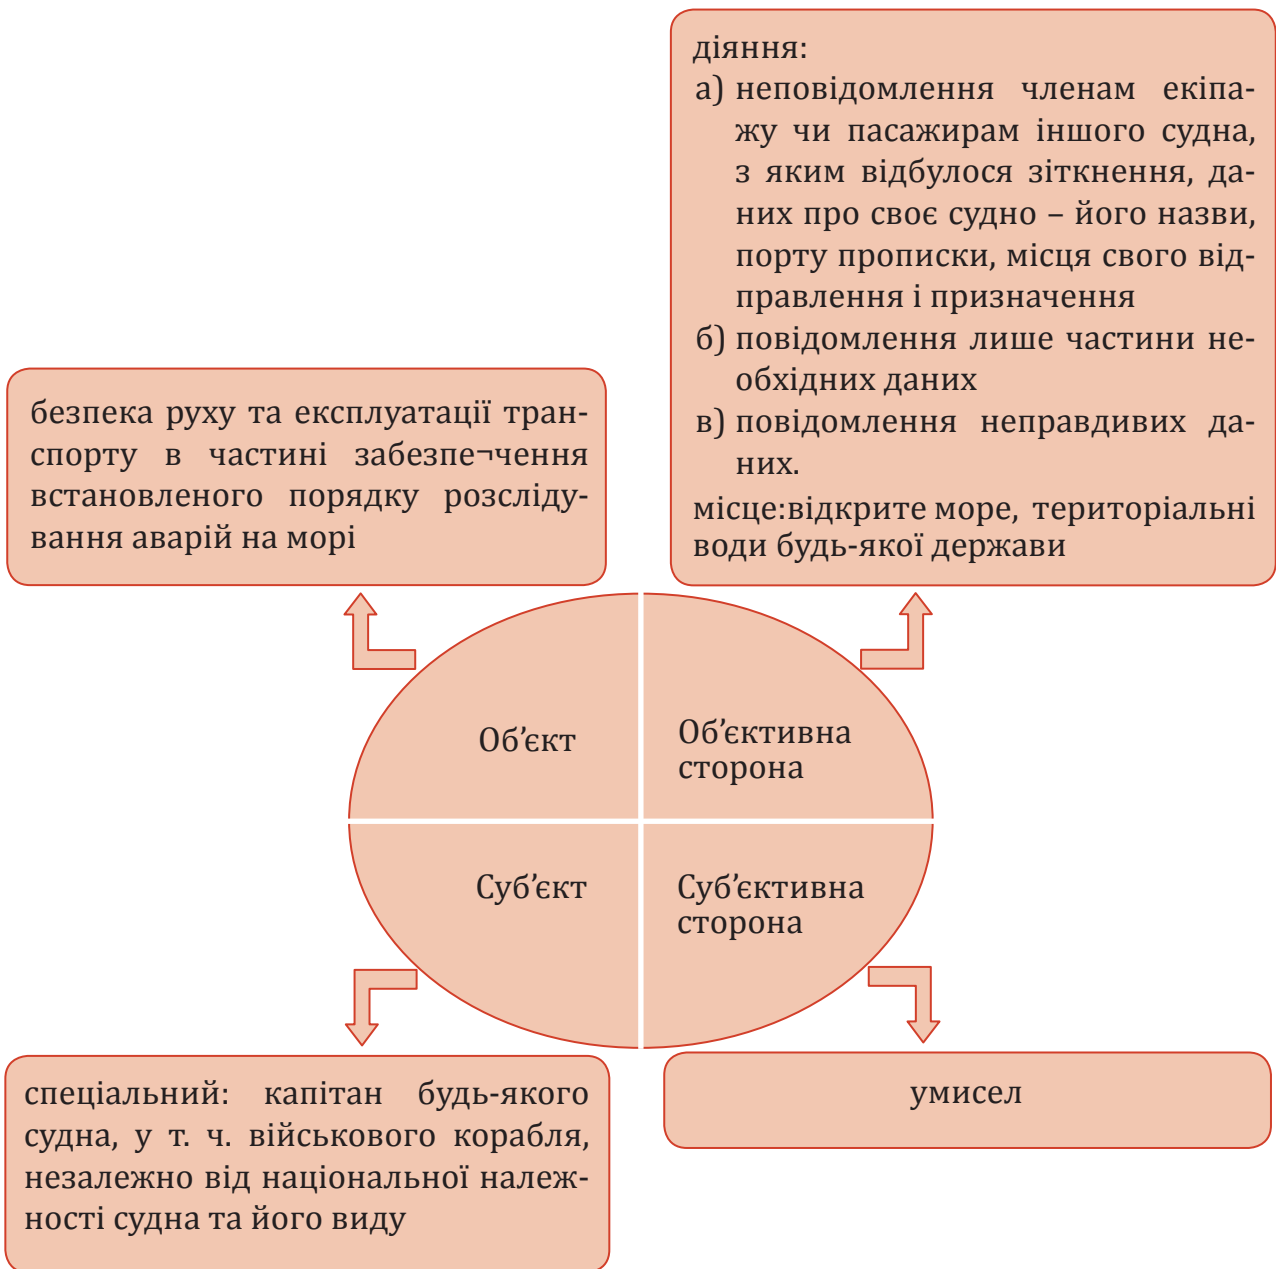 діяння:
а) неповідомлення членам екіпа-
жу чи пасажирам іншого судна,
з яким відбулося зіткнення, да-
них про своє судно – його назви,
порту прописки, місця свого від-
правлення і призначення
б) повідомлення лише частини не-
обхідних даних
в) повідомлення неправдивих да-
них.
місце:відкрите море, територіальні
води будь-якої держави
безпека руху та експлуатації тран-
спорту в частині забезпе¬чення
встановленого порядку розсліду-
вання аварій на морі
Об’єкт
Об’єктивна
сторона
Суб’єкт
Суб’єктивна
сторона
спеціальний: капітан будь-якого
судна, у т. ч. військового корабля,
незалежно від національної належ-
ності судна та його виду
умисел